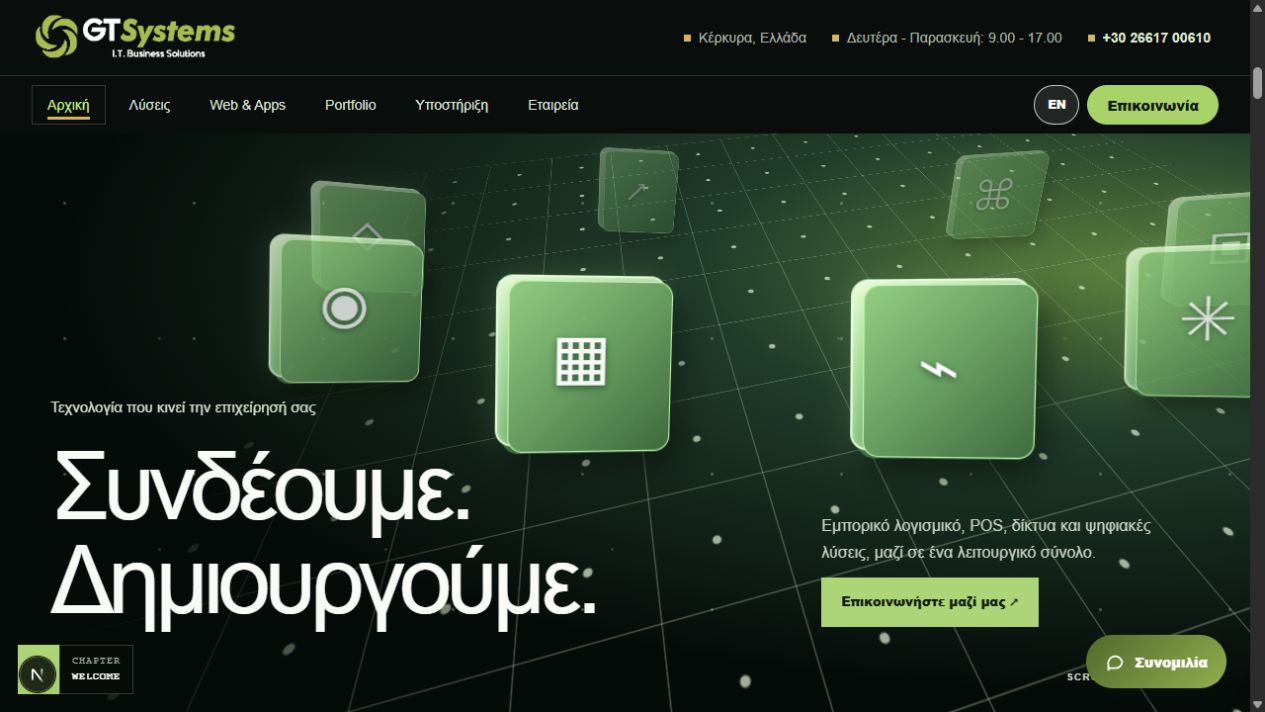 GTSystems
I.T. Business Solutions
Κέρκυρα, Ελλάδα
Δευτέρα - Παρασκευή: 9.00 - 17.00
+30 26617 00610
Αρχική
Λύσεις
Web & Apps
Portfolio
Υποστήριξη
Εταιρεία
EN
Επικοινωνία
Τεχνολογία που κινεί την επιχείρησή σας
Συνδέουμε.
Δημιουργούμε.
Εμπορικό λογισμικό, POS, δίκτυα και ψηφιακές
λύσεις, μαζί σε ένα λειτουργικό σύνολο.
Επικοινωνήστε μαζί μας ↗
N
CHAPTER
WELCOME
Συνομιλία